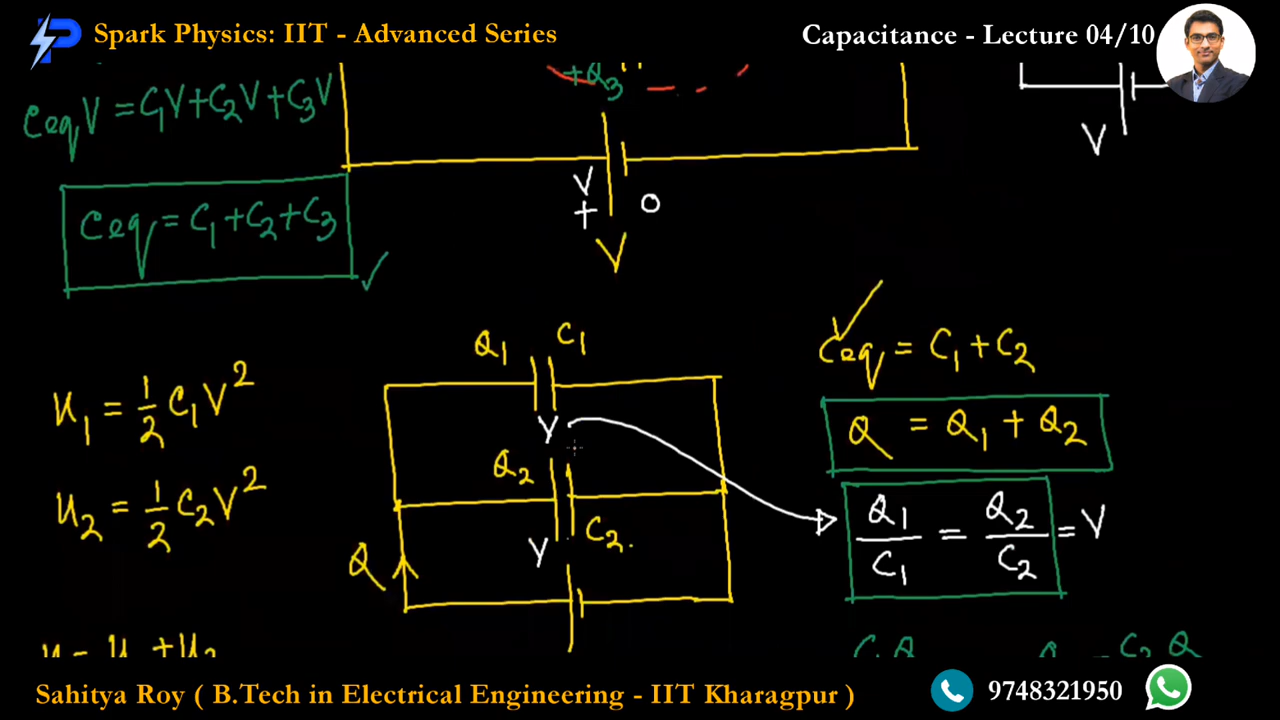 Spark Physics: IIT - Advanced Series
Capacitance - Lecture 04/10
+Q₃
CeqV = C₁V+C₂V+C₃V
V
V
+
0
Ceq = C₁+C₂+C₃
V
Q₁
C₁
Ceq = C₁ + C₂
U₁ = 1/2 C₁V²
V
Q = Q₁ + Q₂
Q₂
U₂ = 1/2 C₂V²
C₂.
V
Q₁/C₁ = Q₂/C₂ = V
Q
Sahitya Roy ( B.Tech in Electrical Engineering - IIT Kharagpur )
9748321950